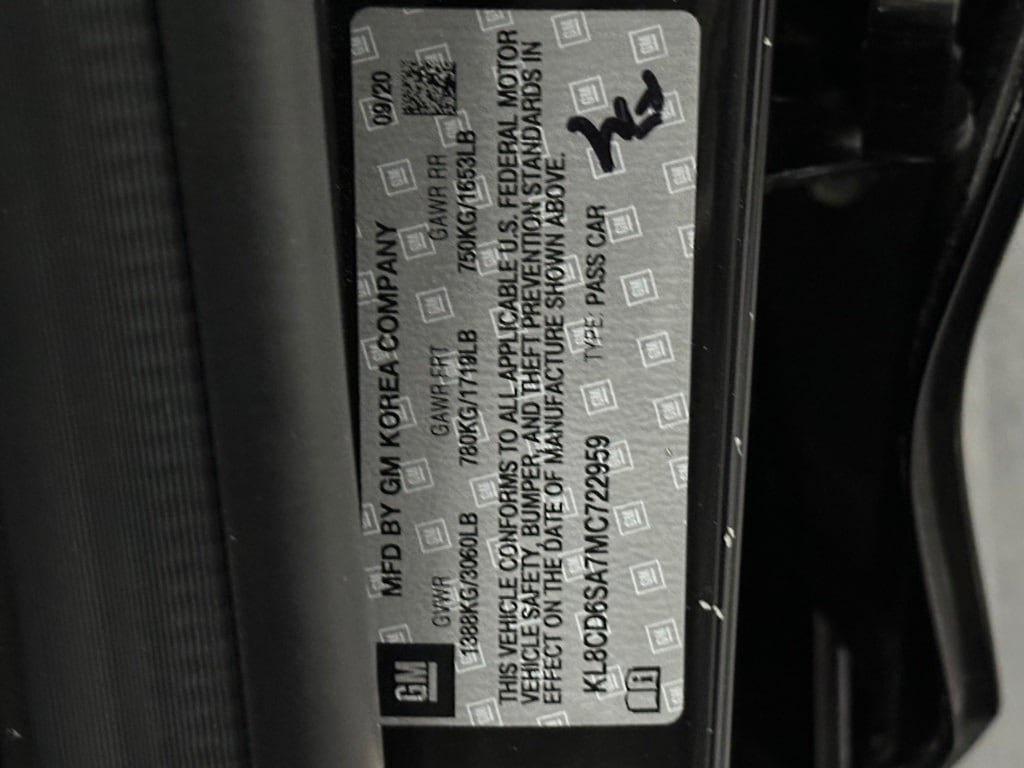 GM
MFD BY GM KOREA COMPANY 09/20
GVWR GAWR FRT GAWR RR
1388KG/3060LB 780KG/1719LB 750KG/1653LB
THIS VEHICLE CONFORMS TO ALL APPLICABLE U.S. FEDERAL MOTOR
VEHICLE SAFETY, BUMPER, AND THEFT PREVENTION STANDARDS IN
EFFECT ON THE DATE OF MANUFACTURE SHOWN ABOVE.
KL8CD6SA7MC722959 TYPE: PASS CAR